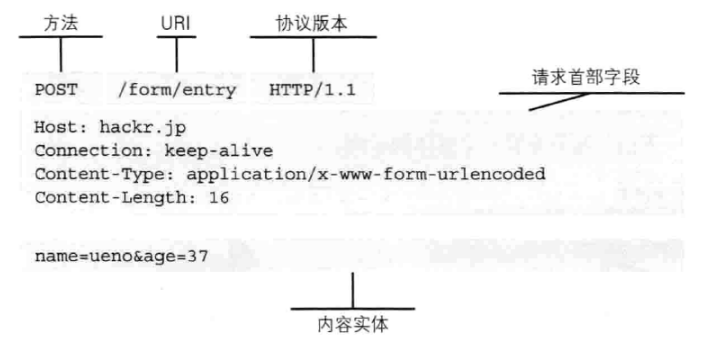 方法 URI 协议版本
请求首部字段
POST /form/entry HTTP/1.1
Host: hackr.jp
Connection: keep-alive
Content-Type: application/x-www-form-urlencoded
Content-Length: 16
name=ueno&age=37
内容实体